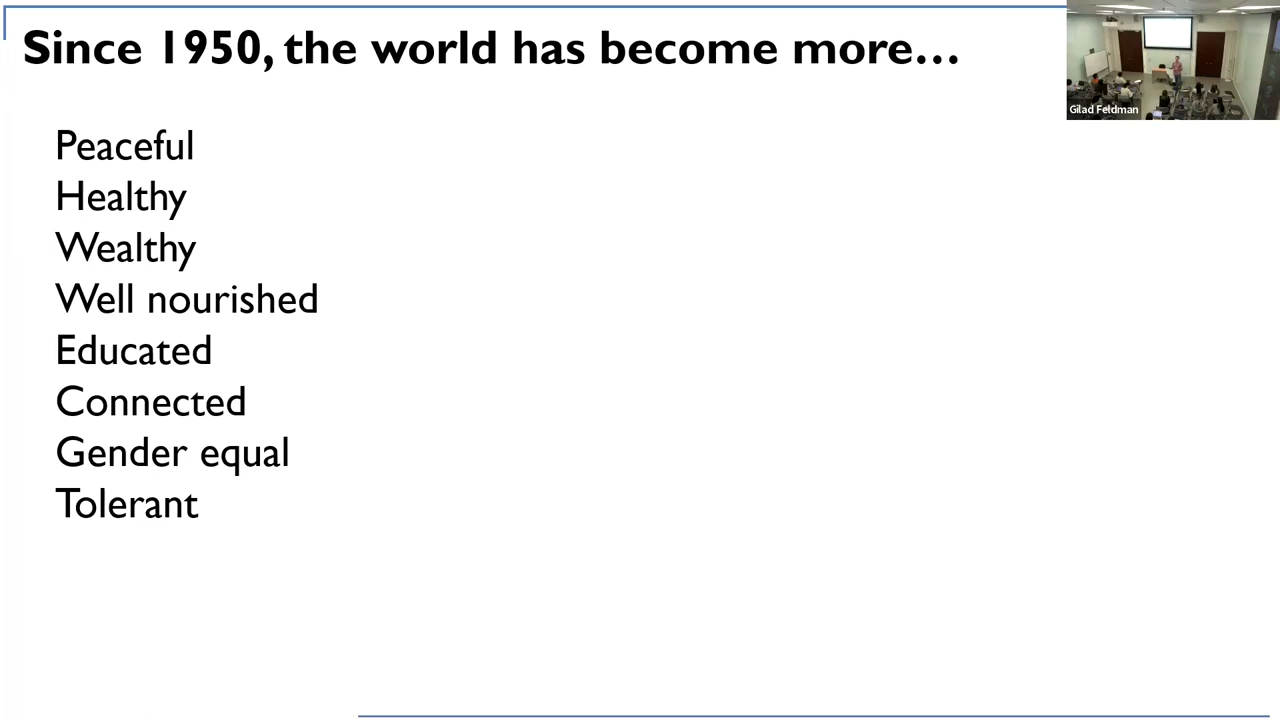 Since 1950, the world has become more...
Gilad Feldman
Peaceful
Healthy
Wealthy
Well nourished
Educated
Connected
Gender equal
Tolerant